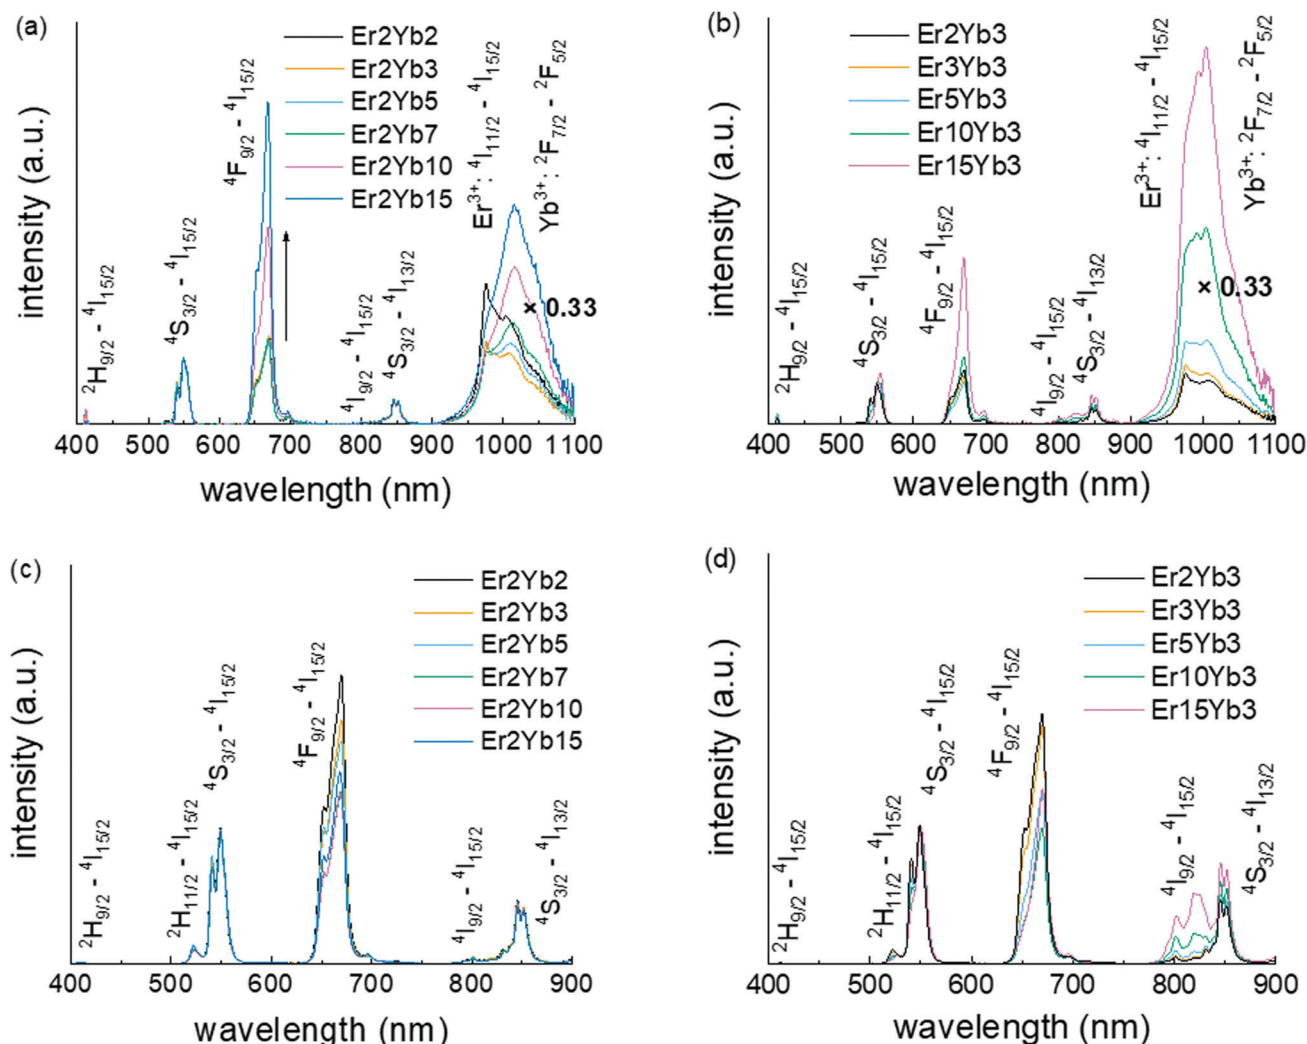 (a)
Er2Yb2
Er2Yb3
Er2Yb5
Er2Yb7
Er2Yb10
Er2Yb15
²H₉/₂ - ⁴I₁₅/₂
⁴S₃/₂ - ⁴I₁₅/₂
⁴F₉/₂ - ⁴I₁₅/₂
⁴I₉/₂ - ⁴I₁₅/₂
⁴S₃/₂ - ⁴I₁₃/₂
Er³⁺: ⁴I₁₁/₂ - ⁴I₁₅/₂
Yb³⁺: ²F₇/₂ - ²F₅/₂
× 0.33
intensity (a.u.)
400 500 600 700 800 900 1000 1100
wavelength (nm)
(b)
Er2Yb3
Er3Yb3
Er5Yb3
Er10Yb3
Er15Yb3
²H₉/₂ - ⁴I₁₅/₂
⁴S₃/₂ - ⁴I₁₅/₂
⁴F₉/₂ - ⁴I₁₅/₂
⁴I₉/₂ - ⁴I₁₅/₂
⁴S₃/₂ - ⁴I₁₃/₂
Er³⁺: ⁴I₁₁/₂ - ⁴I₁₅/₂
Yb³⁺: ²F₇/₂ - ²F₅/₂
× 0.33
intensity (a.u.)
400 500 600 700 800 900 1000 1100
wavelength (nm)
(c)
Er2Yb2
Er2Yb3
Er2Yb5
Er2Yb7
Er2Yb10
Er2Yb15
²H₉/₂ - ⁴I₁₅/₂
²H₁₁/₂ - ⁴I₁₅/₂
⁴S₃/₂ - ⁴I₁₅/₂
⁴F₉/₂ - ⁴I₁₅/₂
⁴I₉/₂ - ⁴I₁₅/₂
⁴S₃/₂ - ⁴I₁₃/₂
intensity (a.u.)
400 500 600 700 800 900
wavelength (nm)
(d)
Er2Yb3
Er3Yb3
Er5Yb3
Er10Yb3
Er15Yb3
²H₉/₂ - ⁴I₁₅/₂
²H₁₁/₂ - ⁴I₁₅/₂
⁴S₃/₂ - ⁴I₁₅/₂
⁴F₉/₂ - ⁴I₁₅/₂
⁴I₉/₂ - ⁴I₁₅/₂
⁴S₃/₂ - ⁴I₁₃/₂
intensity (a.u.)
400 500 600 700 800 900
wavelength (nm)